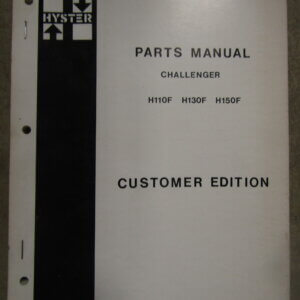 HYSTER
PARTS MANUAL
CHALLENGER
H110F H130F H150F
CUSTOMER EDITION